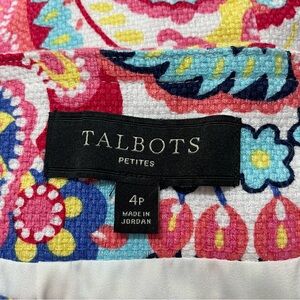 TALBOTS
PETITES
4P
MADE IN
JORDAN